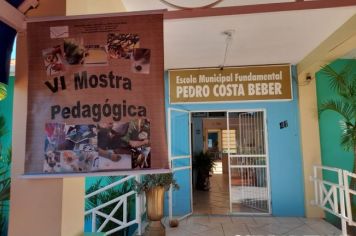 VI Mostra
Pedagógica
Escola Municipal Fundamental
PEDRO COSTA BEBER